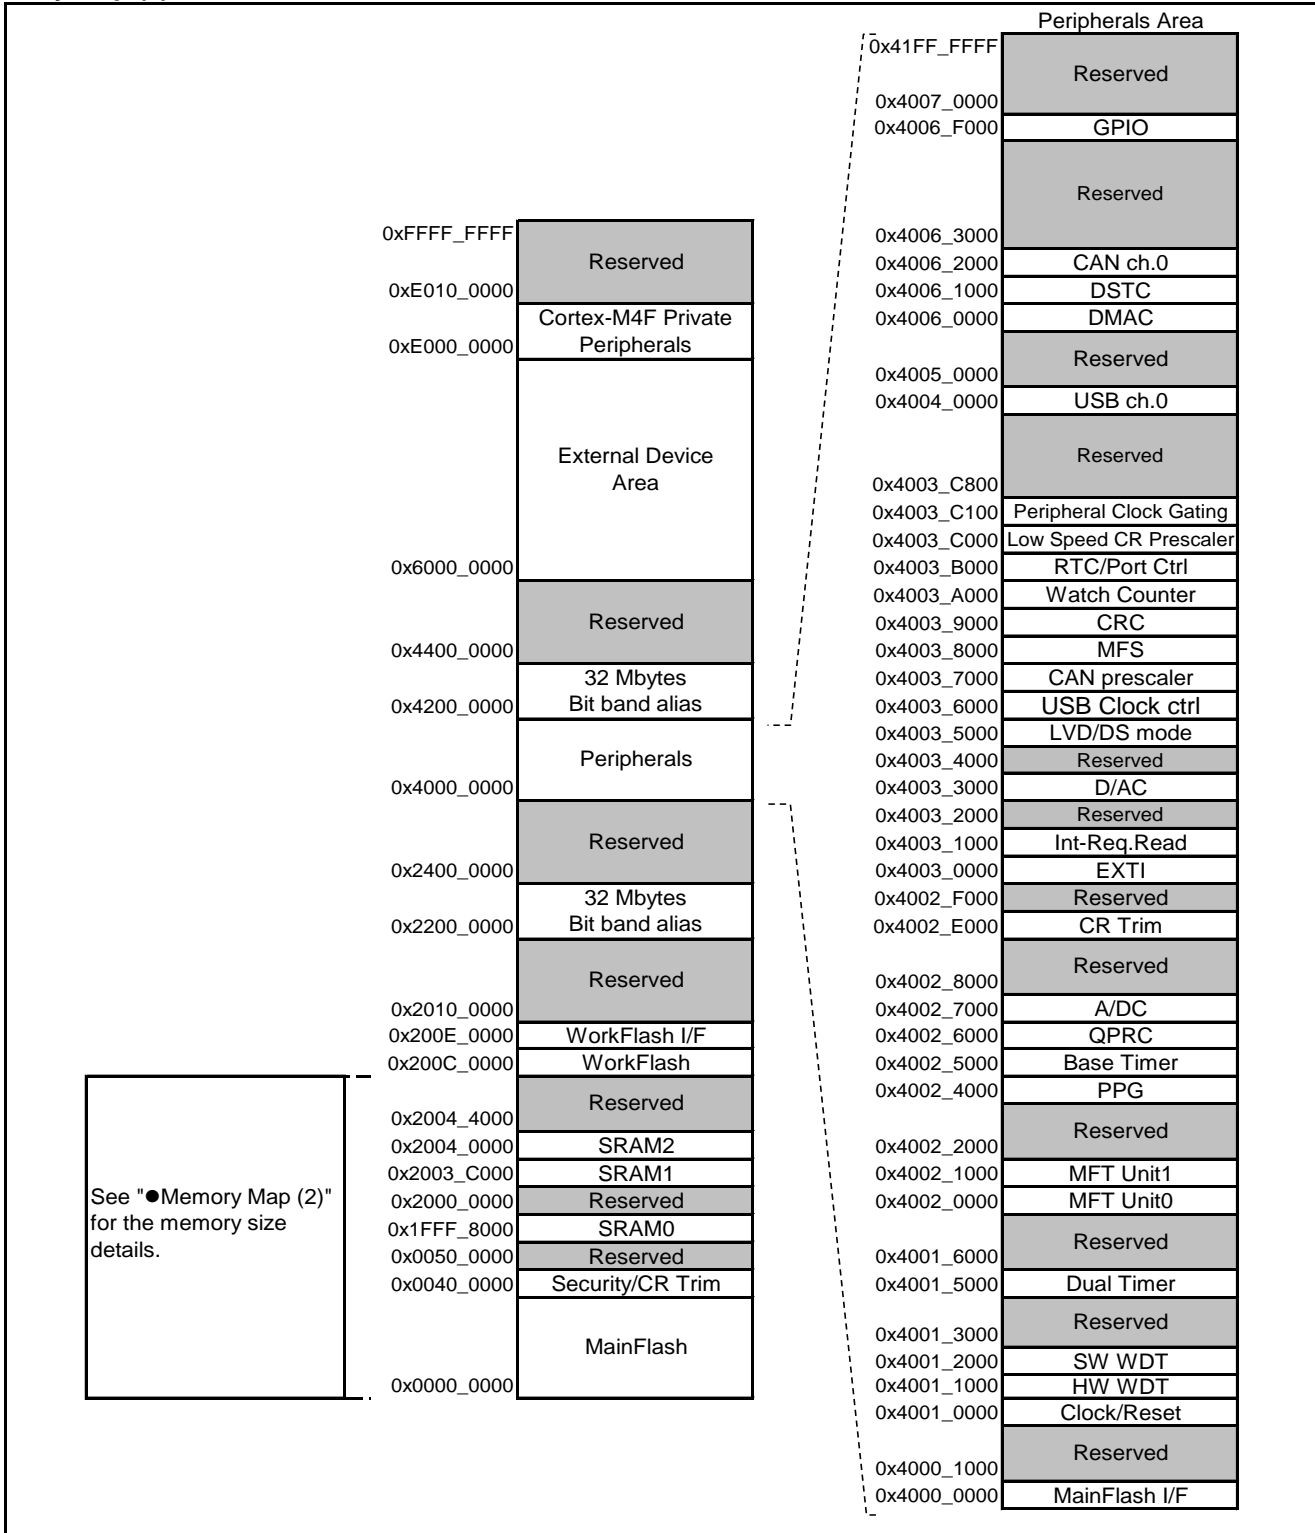 0xFFFF_FFFF
Reserved
0xE010_0000
Cortex-M4F Private
Peripherals
0xE000_0000
External Device
Area
0x6000_0000
Reserved
0x4400_0000
32 Mbytes
Bit band alias
0x4200_0000
Peripherals
0x4000_0000
Reserved
0x2400_0000
32 Mbytes
Bit band alias
0x2200_0000
Reserved
0x2010_0000
0x200E_0000 WorkFlash I/F
0x200C_0000 WorkFlash
Reserved
0x2004_4000
0x2004_0000 SRAM2
0x2003_C000 SRAM1
0x2000_0000 Reserved
0x1FFF_8000 SRAM0
0x0050_0000 Reserved
0x0040_0000 Security/CR Trim
MainFlash
0x0000_0000
See "●Memory Map (2)"
for the memory size
details.
Peripherals Area
0x41FF_FFFF
Reserved
0x4007_0000
0x4006_F000 GPIO
Reserved
0x4006_3000
0x4006_2000 CAN ch.0
0x4006_1000 DSTC
0x4006_0000 DMAC
Reserved
0x4005_0000
0x4004_0000 USB ch.0
Reserved
0x4003_C800
0x4003_C100 Peripheral Clock Gating
0x4003_C000 Low Speed CR Prescaler
0x4003_B000 RTC/Port Ctrl
0x4003_A000 Watch Counter
0x4003_9000 CRC
0x4003_8000 MFS
0x4003_7000 CAN prescaler
0x4003_6000 USB Clock ctrl
0x4003_5000 LVD/DS mode
0x4003_4000 Reserved
0x4003_3000 D/AC
0x4003_2000 Reserved
0x4003_1000 Int-Req.Read
0x4003_0000 EXTI
0x4002_F000 Reserved
0x4002_E000 CR Trim
Reserved
0x4002_8000
0x4002_7000 A/DC
0x4002_6000 QPRC
0x4002_5000 Base Timer
0x4002_4000 PPG
Reserved
0x4002_2000
0x4002_1000 MFT Unit1
0x4002_0000 MFT Unit0
Reserved
0x4001_6000
0x4001_5000 Dual Timer
Reserved
0x4001_3000
0x4001_2000 SW WDT
0x4001_1000 HW WDT
0x4001_0000 Clock/Reset
Reserved
0x4000_1000
0x4000_0000 MainFlash I/F